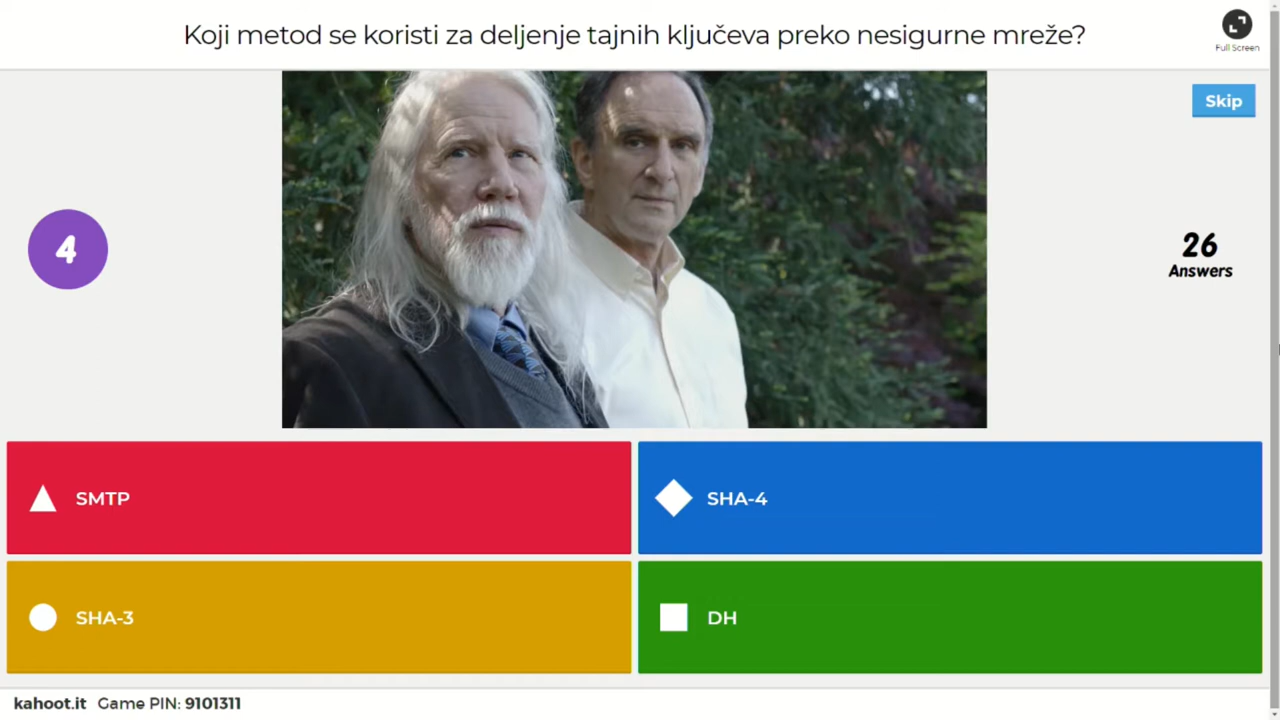 Koji metod se koristi za deljenje tajnih ključeva preko nesigurne mreže?
Full Screen
Skip
4
26
Answers
SMTP
SHA-4
SHA-3
DH
kahoot.it Game PIN: 9101311